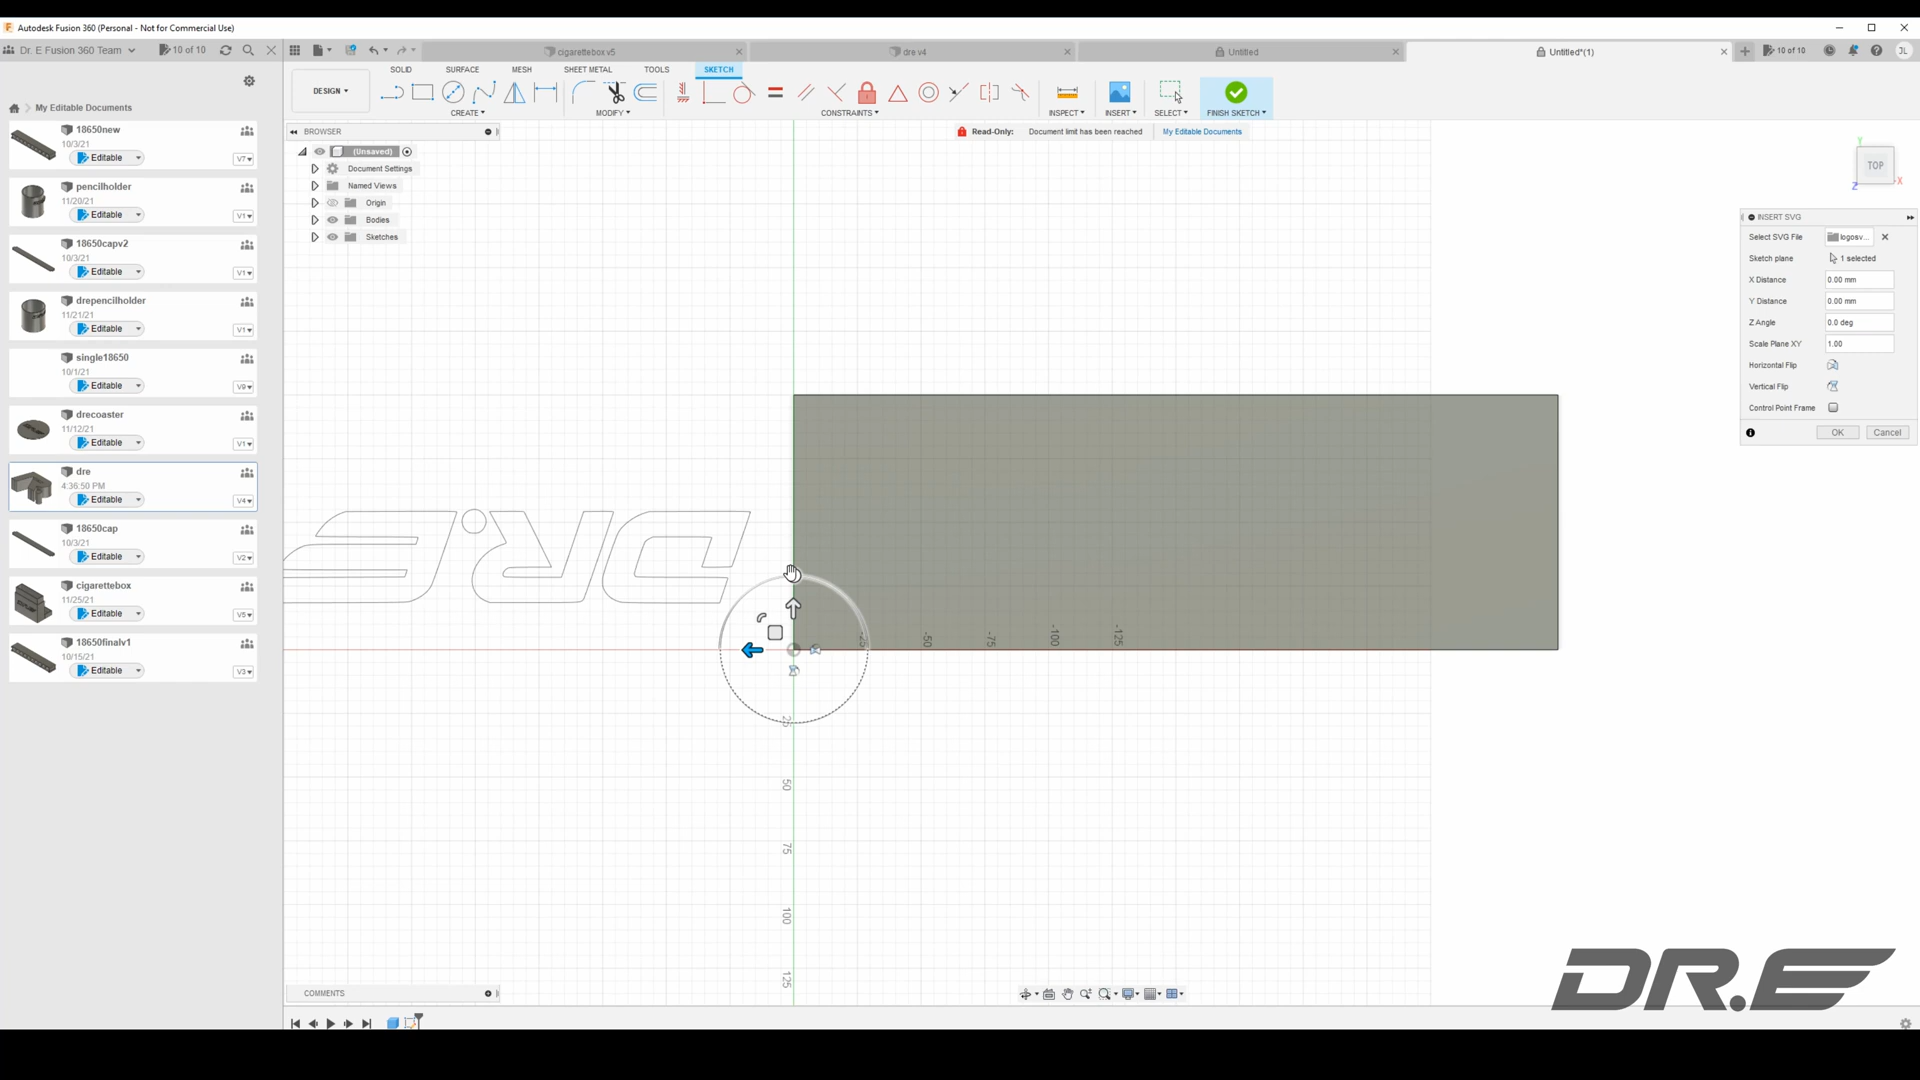 Autodesk Fusion 360 (Personal - Not for Commercial Use)
Dr. E Fusion 360 Team
10 of 10
cigarettebox v5
dre v4
Untitled
Untitled*(1)
10 of 10
JL
DESIGN
SOLID
SURFACE
MESH
SHEET METAL
TOOLS
SKETCH
CREATE
MODIFY
CONSTRAINTS
INSPECT
INSERT
SELECT
FINISH SKETCH
My Editable Documents
18650new
10/3/21
Editable
V7
pencilholder
11/20/21
Editable
V1
18650capv2
10/3/21
Editable
V1
drepencilholder
11/21/21
Editable
V1
single18650
10/1/21
Editable
V9
drecoaster
11/12/21
Editable
V1
dre
4:36:50 PM
Editable
V4
18650cap
10/3/21
Editable
V2
cigarettebox
11/25/21
Editable
V5
18650finalv1
10/15/21
Editable
V3
BROWSER
(Unsaved)
Document Settings
Named Views
Origin
Bodies
Sketches
Read-Only:
Document limit has been reached
My Editable Documents
TOP
Y
X
Z
INSERT SVG
Select SVG File
logosv...
Sketch plane
1 selected
X Distance
0.00 mm
Y Distance
0.00 mm
Z Angle
0.0 deg
Scale Plane XY
1.00
Horizontal Flip
Vertical Flip
Control Point Frame
OK
Cancel
DR.E
-25
-50
-75
-100
-125
25
50
75
100
125
COMMENTS
DR.E